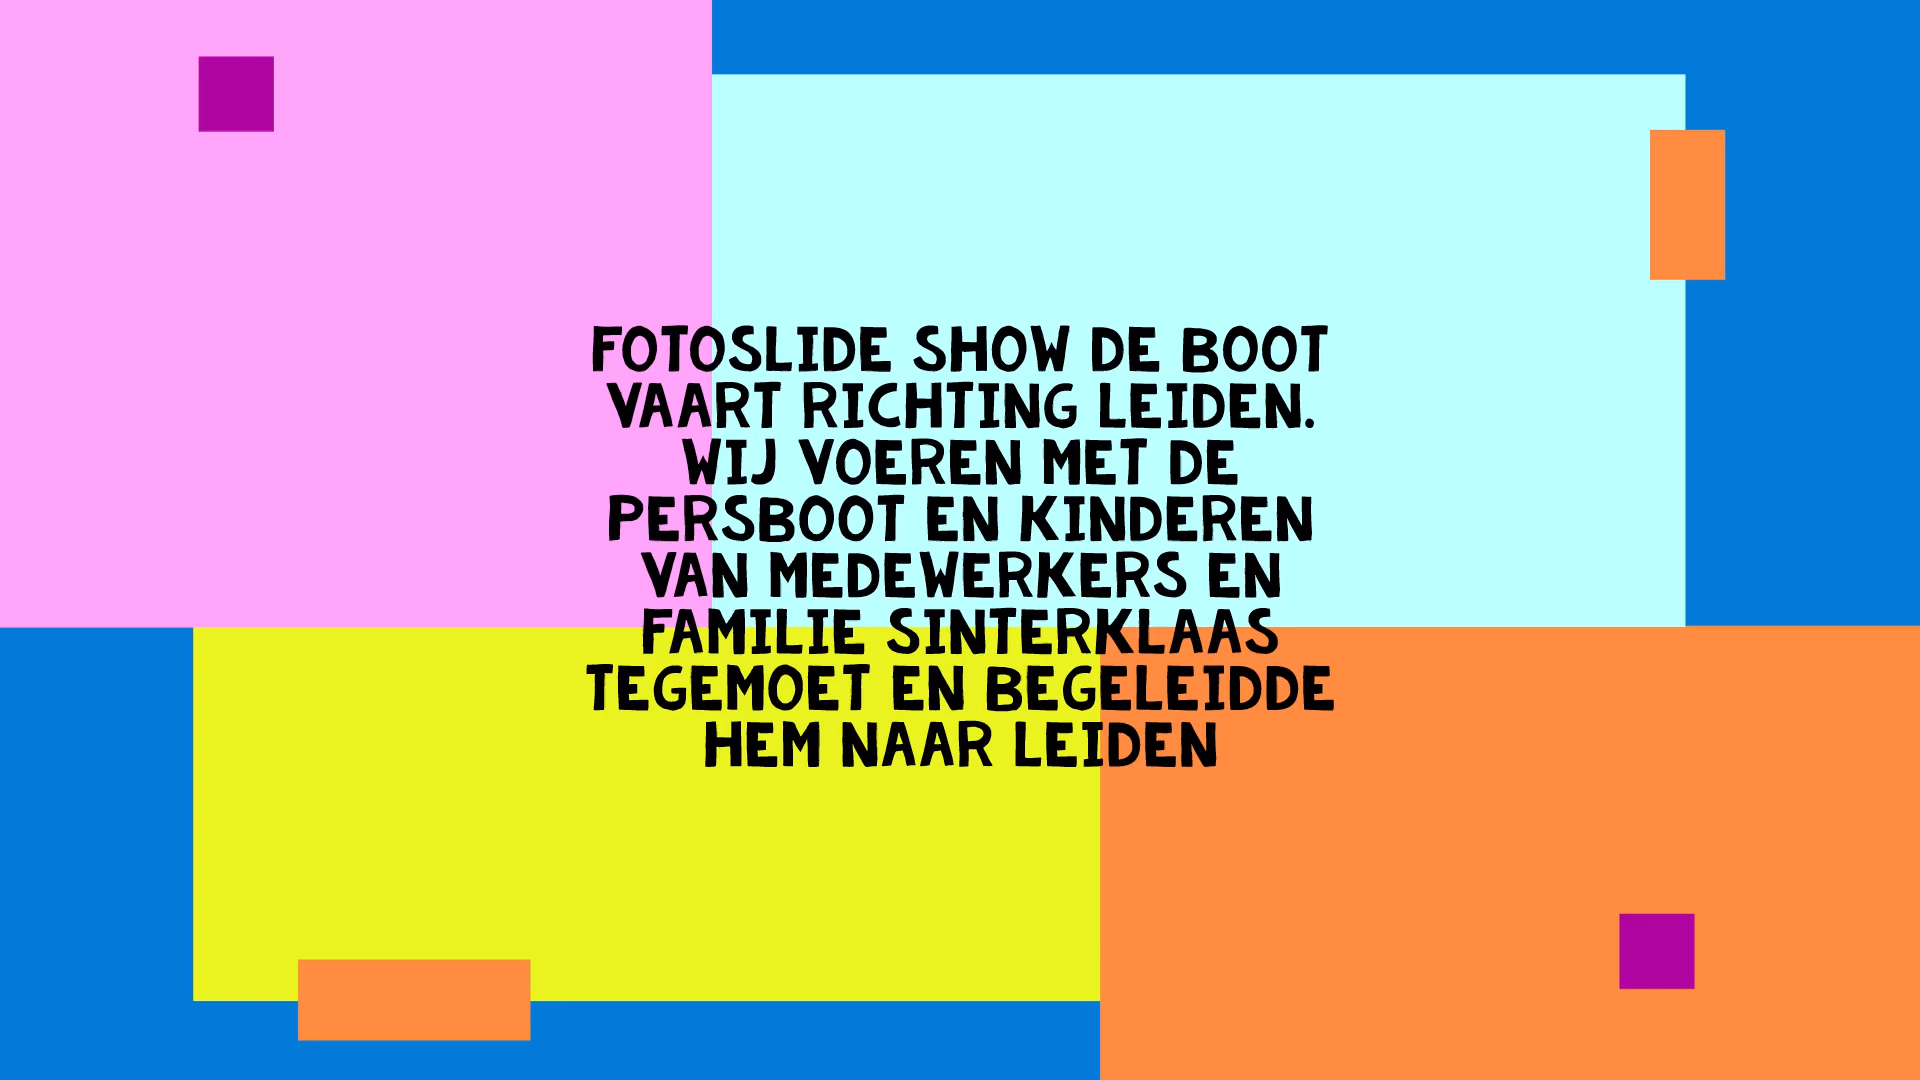 FOTOSLIDE SHOW DE BOOT
VAART RICHTING LEIDEN.
WIJ VOEREN MET DE
PERSBOOT EN KINDEREN
VAN MEDEWERKERS EN
FAMILIE SINTERKLAAS
TEGEMOET EN BEGELEIDDE
HEM NAAR LEIDEN